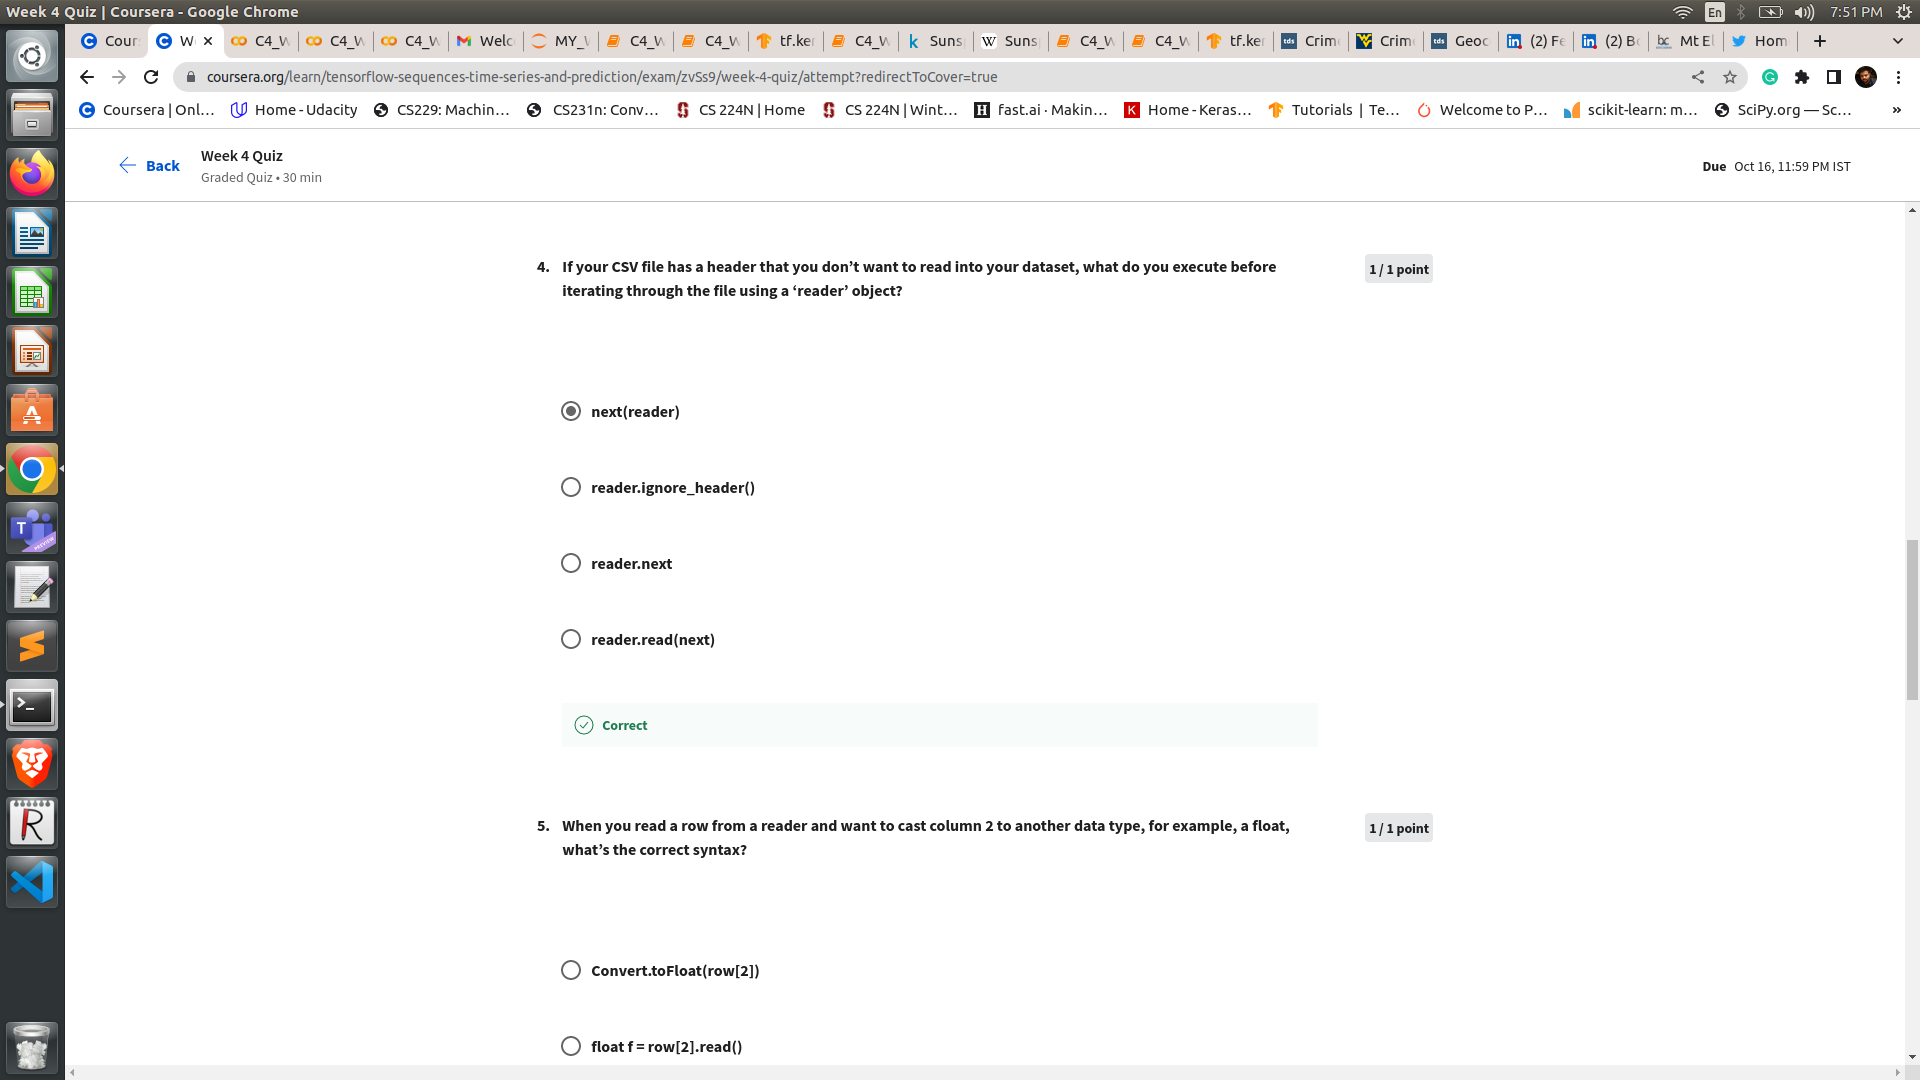 Week 4 Quiz | Coursera - Google Chrome
En
7:51 PM
Cour
W
C4_W
C4_W
C4_W
Welc
MY_
C4_W
C4_W
tf.ker
C4_W
Suns
Suns
C4_W
C4_W
tf.ke
Crim
Crim
Geoc
(2) Fe
(2) B
Mt El
Hom
coursera.org/learn/tensorflow-sequences-time-series-and-prediction/exam/zvSs9/week-4-quiz/attempt?redirectToCover=true
Coursera | Onl...
Home - Udacity
CS229: Machin...
CS231n: Conv...
CS 224N | Home
CS 224N | Wint...
fast.ai · Makin...
Home - Keras...
Tutorials | Te...
Welcome to P...
scikit-learn: m...
SciPy.org — Sc...
»
Back
Week 4 Quiz
Graded Quiz • 30 min
Due Oct 16, 11:59 PM IST
4. If your CSV file has a header that you don’t want to read into your dataset, what do you execute before
iterating through the file using a ‘reader’ object?
1 / 1 point
next(reader)
reader.ignore_header()
reader.next
reader.read(next)
Correct
5. When you read a row from a reader and want to cast column 2 to another data type, for example, a float,
what’s the correct syntax?
1 / 1 point
Convert.toFloat(row[2])
float f = row[2].read()